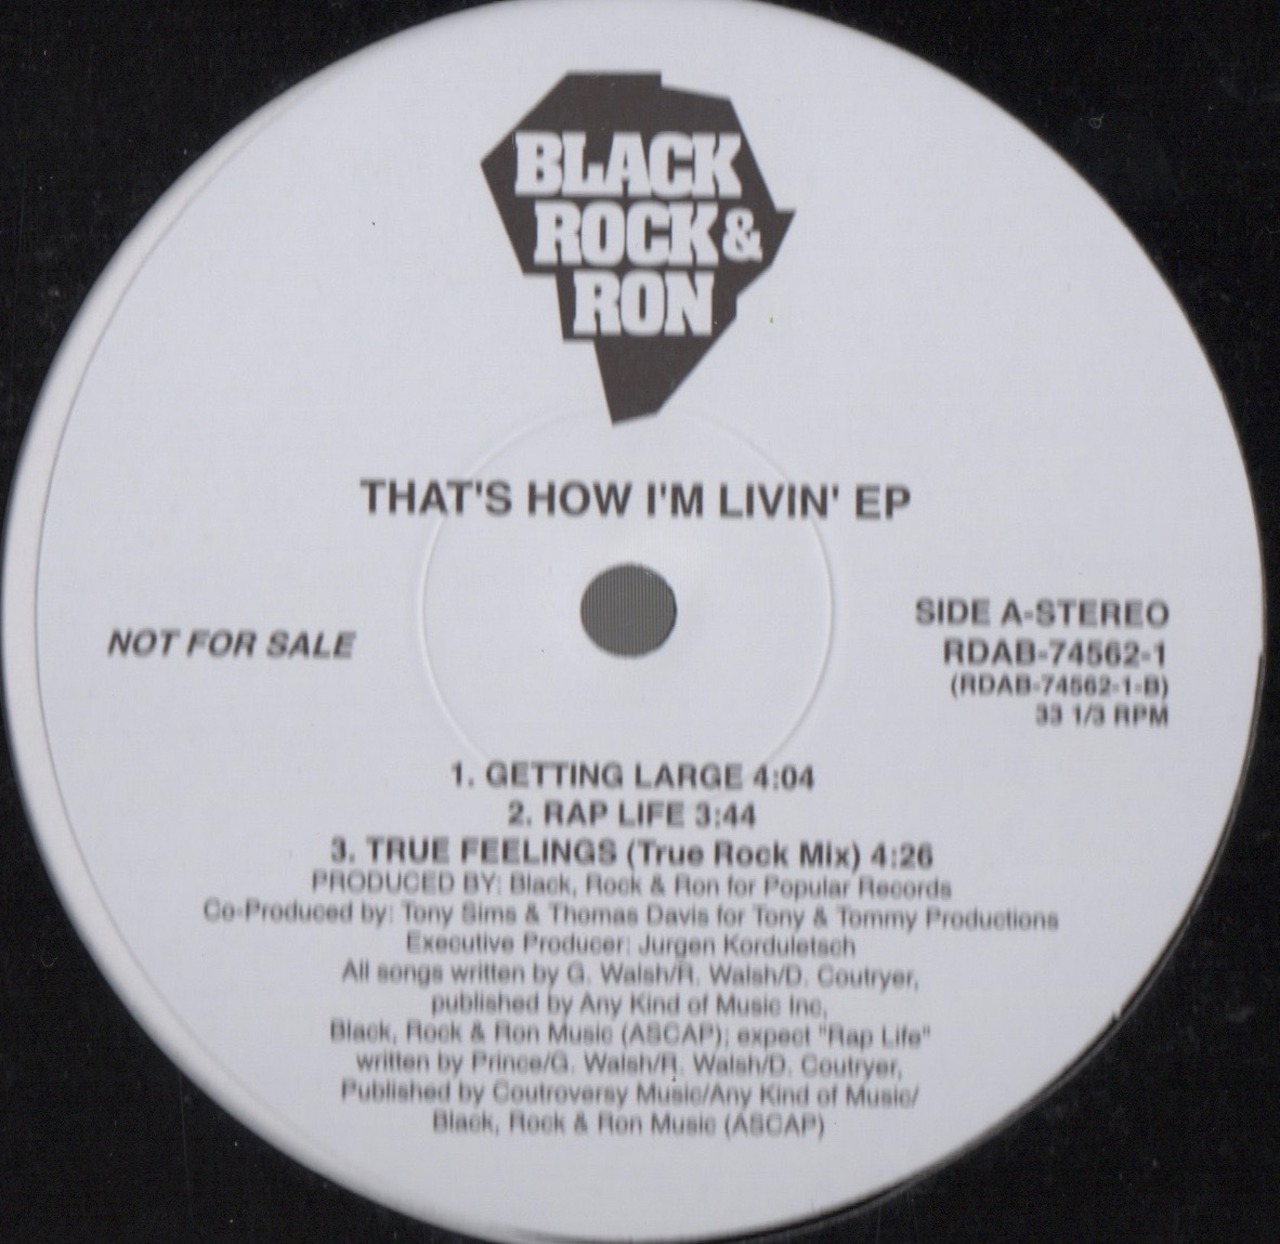 BLACK
ROCK &
RON
THAT'S HOW I'M LIVIN' EP
NOT FOR SALE
SIDE A-STEREO
RDAB-74562-1
(RDAB-74562-1-B)
33 1/3 RPM
1. GETTING LARGE 4:04
2. RAP LIFE 3:44
3. TRUE FEELINGS (True Rock Mix) 4:26
PRODUCED BY: Black, Rock & Ron for Popular Records
Co-Produced by: Tony Sims & Thomas Davis for Tony & Tommy Productions
Executive Producer: Jurgen Korduletsch
All songs written by G. Walsh/R. Walsh/D. Coutryer,
published by Any Kind of Music Inc,
Black, Rock & Ron Music (ASCAP); expect "Rap Life"
written by Prince/G. Walsh/R. Walsh/D. Coutryer,
Published by Coutroversy Music/Any Kind of Music/
Black, Rock & Ron Music (ASCAP)